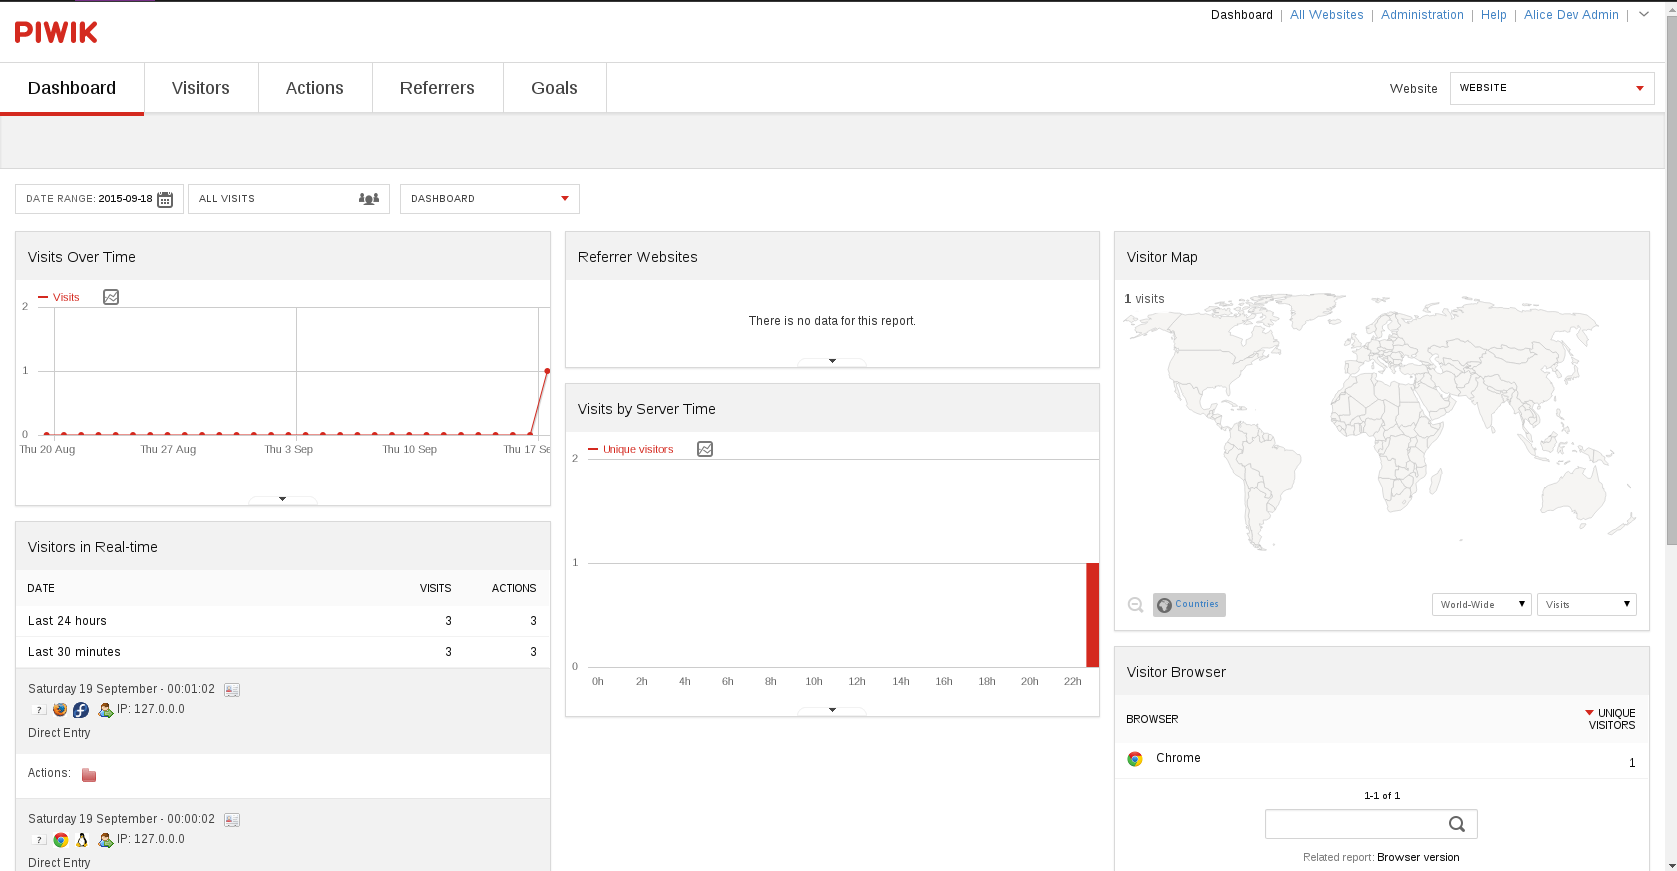 Dashboard | All Websites | Administration | Help | Alice Dev Admin |
PIWIK
Dashboard Visitors Actions Referrers Goals
Website WEBSITE
DATE RANGE: 2015-09-18 ALL VISITS DASHBOARD
Visits Over Time
Visits
2
1
0
Thu 20 Aug Thu 27 Aug Thu 3 Sep Thu 10 Sep Thu 17 Se
Visitors in Real-time
DATE VISITS ACTIONS
Last 24 hours 3 3
Last 30 minutes 3 3
Saturday 19 September - 00:01:02
? IP: 127.0.0.0
Direct Entry
Actions:
Saturday 19 September - 00:00:02
? IP: 127.0.0.0
Direct Entry
Referrer Websites
There is no data for this report.
Visits by Server Time
Unique visitors
2
1
0
0h 2h 4h 6h 8h 10h 12h 14h 16h 18h 20h 22h
Visitor Map
1 visits
Countries World-Wide Visits
Visitor Browser
BROWSER UNIQUE
VISITORS
Chrome 1
1-1 of 1
Related report: Browser version